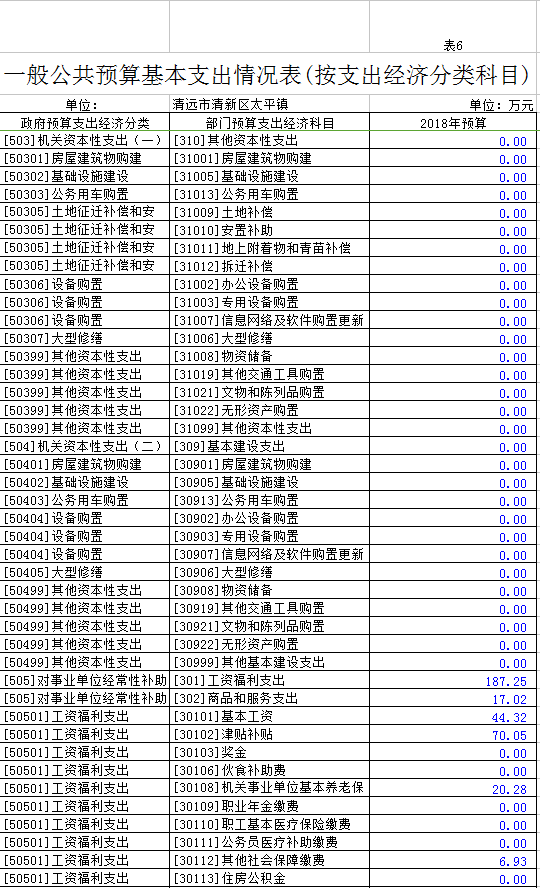 表6
一般公共预算基本支出情况表(按支出经济分类科目)
单位: 清远市清新区太平镇 单位: 万元
政府预算支出经济分类 部门预算支出经济科目 2018年预算
[503]机关资本性支出（一） [310]其他资本性支出 0.00
[50301]房屋建筑物购建 [31001]房屋建筑物购建 0.00
[50302]基础设施建设 [31005]基础设施建设 0.00
[50303]公务用车购置 [31013]公务用车购置 0.00
[50305]土地征迁补偿和安 [31009]土地补偿 0.00
[50305]土地征迁补偿和安 [31010]安置补助 0.00
[50305]土地征迁补偿和安 [31011]地上附着物和青苗补偿 0.00
[50305]土地征迁补偿和安 [31012]拆迁补偿 0.00
[50306]设备购置 [31002]办公设备购置 0.00
[50306]设备购置 [31003]专用设备购置 0.00
[50306]设备购置 [31007]信息网络及软件购置更新 0.00
[50307]大型修缮 [31006]大型修缮 0.00
[50399]其他资本性支出 [31008]物资储备 0.00
[50399]其他资本性支出 [31019]其他交通工具购置 0.00
[50399]其他资本性支出 [31021]文物和陈列品购置 0.00
[50399]其他资本性支出 [31022]无形资产购置 0.00
[50399]其他资本性支出 [31099]其他资本性支出 0.00
[504]机关资本性支出（二） [309]基本建设支出 0.00
[50401]房屋建筑物购建 [30901]房屋建筑物购建 0.00
[50402]基础设施建设 [30905]基础设施建设 0.00
[50403]公务用车购置 [30913]公务用车购置 0.00
[50404]设备购置 [30902]办公设备购置 0.00
[50404]设备购置 [30903]专用设备购置 0.00
[50404]设备购置 [30907]信息网络及软件购置更新 0.00
[50405]大型修缮 [30906]大型修缮 0.00
[50499]其他资本性支出 [30908]物资储备 0.00
[50499]其他资本性支出 [30919]其他交通工具购置 0.00
[50499]其他资本性支出 [30921]文物和陈列品购置 0.00
[50499]其他资本性支出 [30922]无形资产购置 0.00
[50499]其他资本性支出 [30999]其他基本建设支出 0.00
[505]对事业单位经常性补助 [301]工资福利支出 187.25
[505]对事业单位经常性补助 [302]商品和服务支出 17.02
[50501]工资福利支出 [30101]基本工资 44.32
[50501]工资福利支出 [30102]津贴补贴 70.05
[50501]工资福利支出 [30103]奖金 0.00
[50501]工资福利支出 [30106]伙食补助费 0.00
[50501]工资福利支出 [30108]机关事业单位基本养老保 20.28
[50501]工资福利支出 [30109]职业年金缴费 0.00
[50501]工资福利支出 [30110]职工基本医疗保险缴费 0.00
[50501]工资福利支出 [30111]公务员医疗补助缴费 0.00
[50501]工资福利支出 [30112]其他社会保障缴费 6.93
[50501]工资福利支出 [30113]住房公积金 0.00